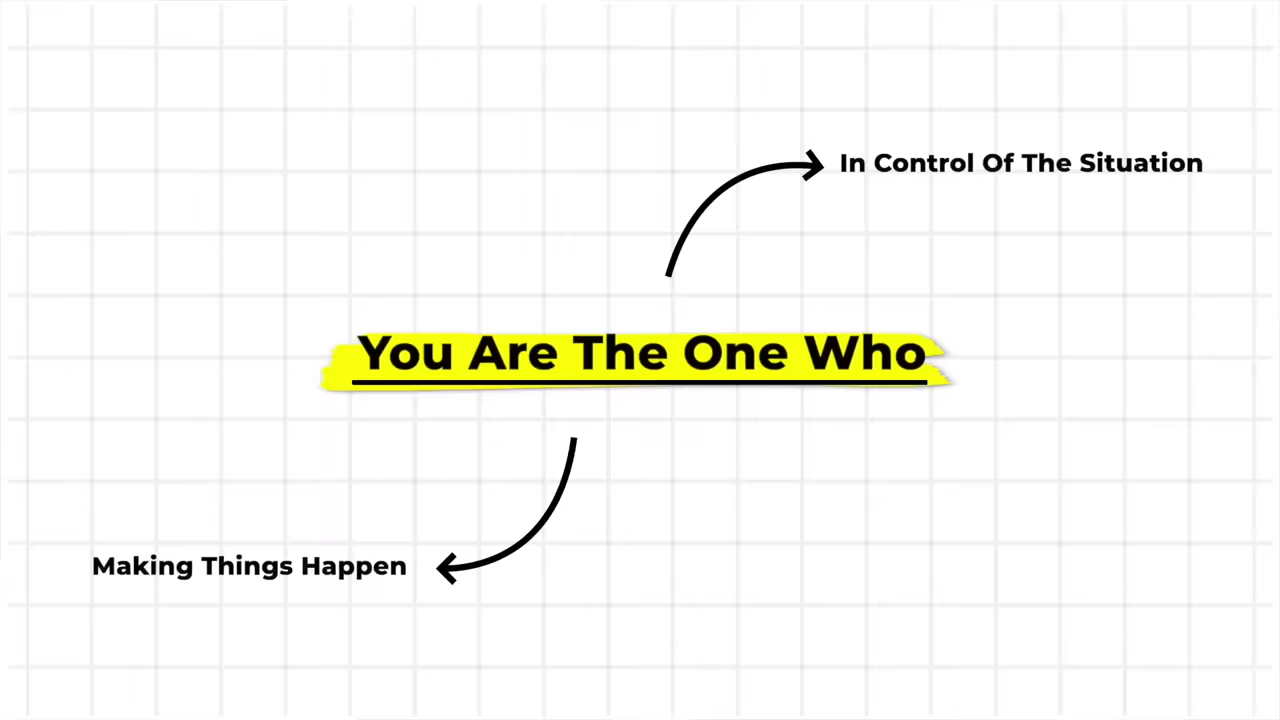 In Control Of The Situation
You Are The One Who
Making Things Happen